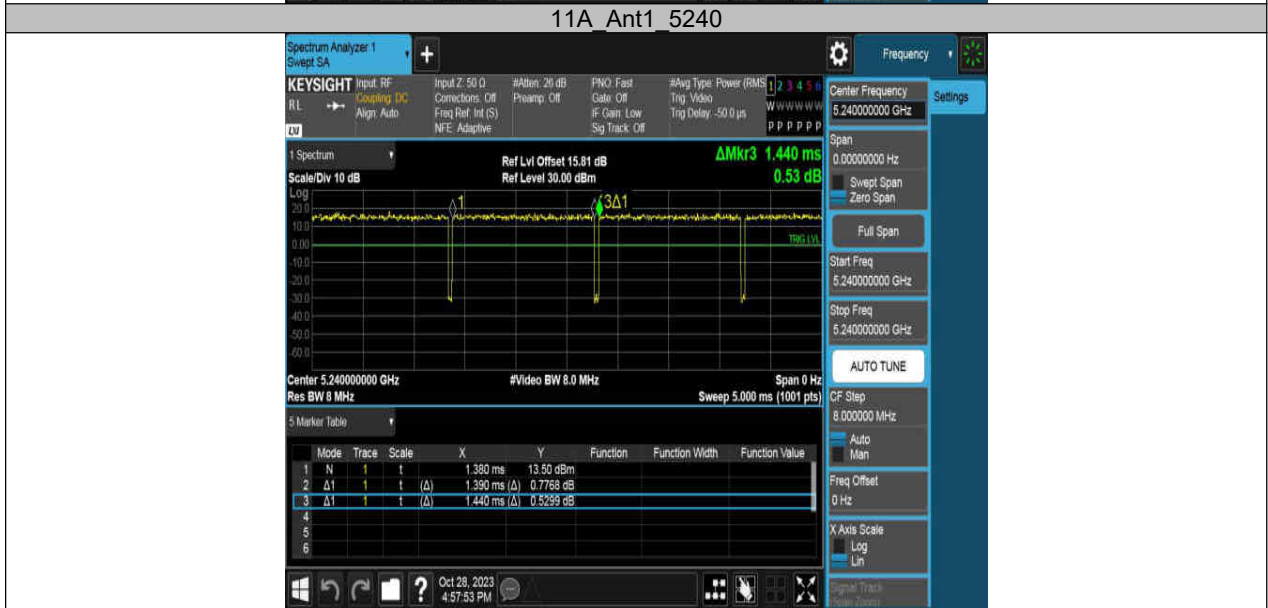 11A_Ant1_5240
Spectrum Analyzer 1
Swept SA
+
Frequency
KEYSIGHT
RL
LV
Input: RF
Coupling: DC
Align: Auto
Input Z: 50 Ω
Corrections: Off
Freq Ref: Int (S)
NFE: Adaptive
#Atten: 26 dB
Preamp: Off
PNO: Fast
Gate: Off
IF Gain: Low
Sig Track: Off
#Avg Type: Power (RMS
Trig: Video
Trig Delay: -50.0 µs
1 2 3 4 5 6
W W W W W W
P P P P P P
Center Frequency
5.240000000 GHz
Settings
1 Spectrum
Ref Lvl Offset 15.81 dB
ΔMkr3 1.440 ms
Scale/Div 10 dB
Ref Level 30.00 dBm
0.53 dB
Span
0.00000000 Hz
Swept Span
Zero Span
Full Span
Log
1
3Δ1
20.0
10.0
0.00
TRIG LVL
-10.0
-20.0
-30.0
-40.0
-50.0
-60.0
Start Freq
5.240000000 GHz
Stop Freq
5.240000000 GHz
AUTO TUNE
Center 5.240000000 GHz
#Video BW 8.0 MHz
Span 0 Hz
Res BW 8 MHz
Sweep 5.000 ms (1001 pts)
CF Step
8.000000 MHz
Auto
Man
5 Marker Table
Mode Trace Scale X Y Function Function Width Function Value
1 N 1 t 1.380 ms 13.50 dBm
2 Δ1 1 t (Δ) 1.390 ms (Δ) 0.7768 dB
3 Δ1 1 t (Δ) 1.440 ms (Δ) 0.5299 dB
4
5
6
Freq Offset
0 Hz
X Axis Scale
Log
Lin
Signal Track
(Span Zoom)
?
Oct 28, 2023
4:57:53 PM